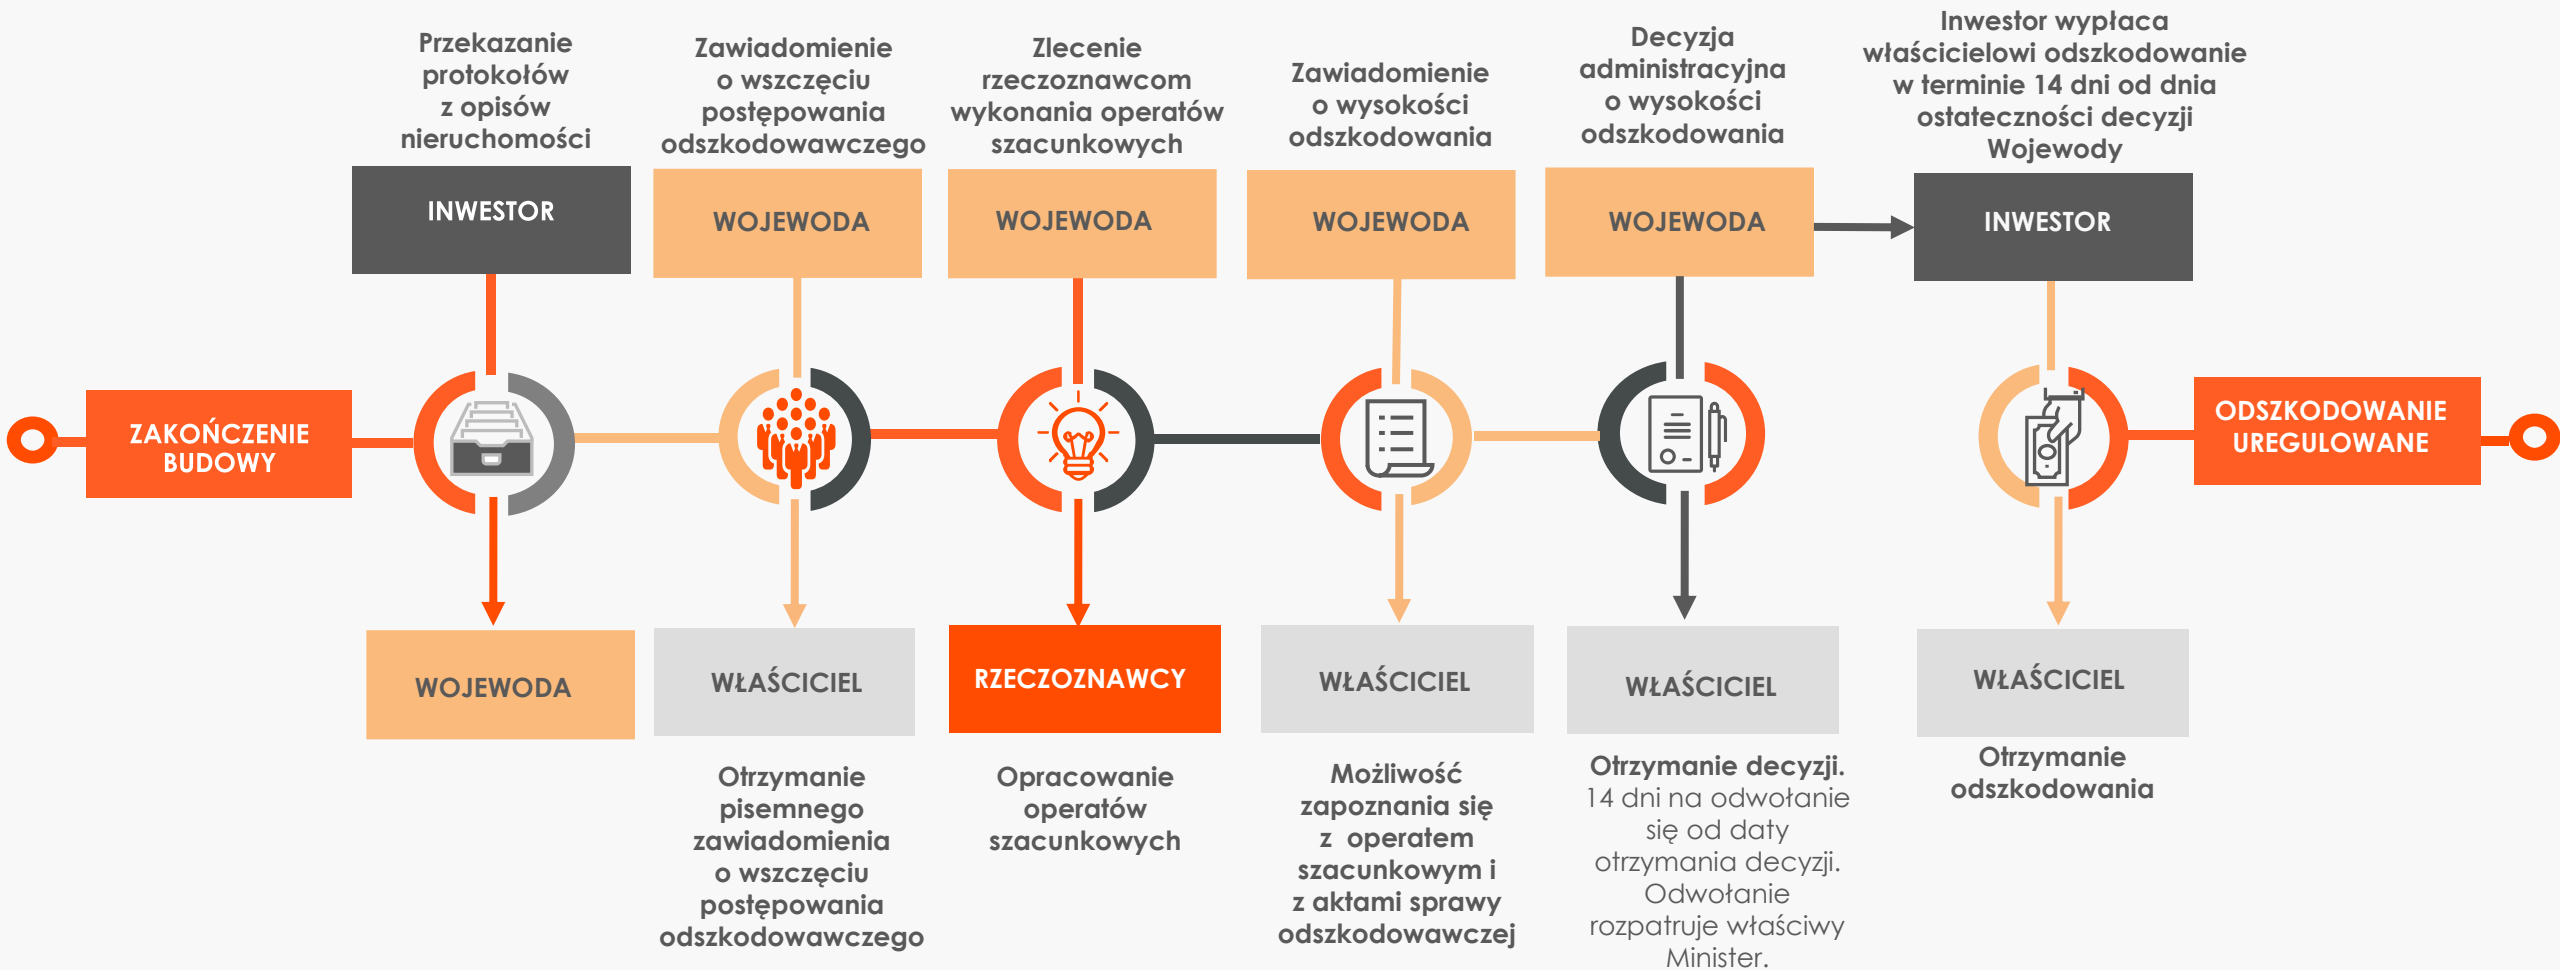 Przekazanie
protokołów
z opisów
nieruchomości
INWESTOR
Zawiadomienie
o wszczęciu
postępowania
odszkodowawczego
WOJEWODA
Zlecenie
rzeczoznawcom
wykonania operatów
szacunkowych
WOJEWODA
Zawiadomienie
o wysokości
odszkodowania
WOJEWODA
Decyzja
administracyjna
o wysokości
odszkodowania
WOJEWODA
Inwestor wypłaca
właścicielowi odszkodowanie
w terminie 14 dni od dnia
ostateczności decyzji
Wojewody
INWESTOR
ZAKOŃCZENIE
BUDOWY
ODSZKODOWANIE
UREGULOWANE
WOJEWODA
WŁAŚCICIEL
Otrzymanie
pisemnego
zawiadomienia
o wszczęciu
postępowania
odszkodowawczego
RZECZOZNAWCY
Opracowanie
operatów
szacunkowych
WŁAŚCICIEL
Możliwość
zapoznania się
z operatem
szacunkowym i
z aktami sprawy
odszkodowawczej
WŁAŚCICIEL
Otrzymanie decyzji.
14 dni na odwołanie
się od daty
otrzymania decyzji.
Odwołanie
rozpatruje właściwy
Minister.
WŁAŚCICIEL
Otrzymanie
odszkodowania